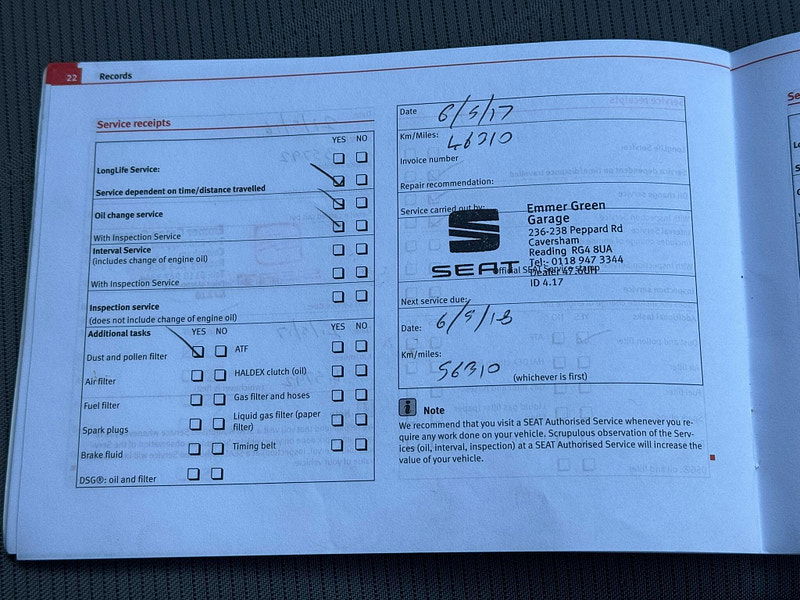 22 Records
Service receipts
YES NO
LongLife Service:
Service dependent on time/distance travelled
Oil change service
With Inspection Service
Interval Service
(includes change of engine oil)
With Inspection Service
Inspection service
(does not include change of engine oil)
Additional tasks YES NO YES NO
Dust and pollen filter ATF
Air filter HALDEX clutch (oil)
Fuel filter Gas filter and hoses
Spark plugs Liquid gas filter (paper
filter)
Brake fluid Timing belt
DSG®: oil and filter
Date 6/9/17
Km/Miles: 46310
Invoice number
Repair recommendation:
Service carried out by:
SEAT
Emmer Green
Garage
236-238 Peppard Rd
Caversham
Reading RG4 8UA
Tel:- 0118 947 3344
Official SEAT Service stamp
ID 4.17
Next service due:
Date: 6/9/18
Km/miles:
56310 (whichever is first)
i Note
We recommend that you visit a SEAT Authorised Service whenever you re-
quire any work done on your vehicle. Scrupulous observation of the Serv-
ices (oil, interval, inspection) at a SEAT Authorised Service will increase the
value of your vehicle.